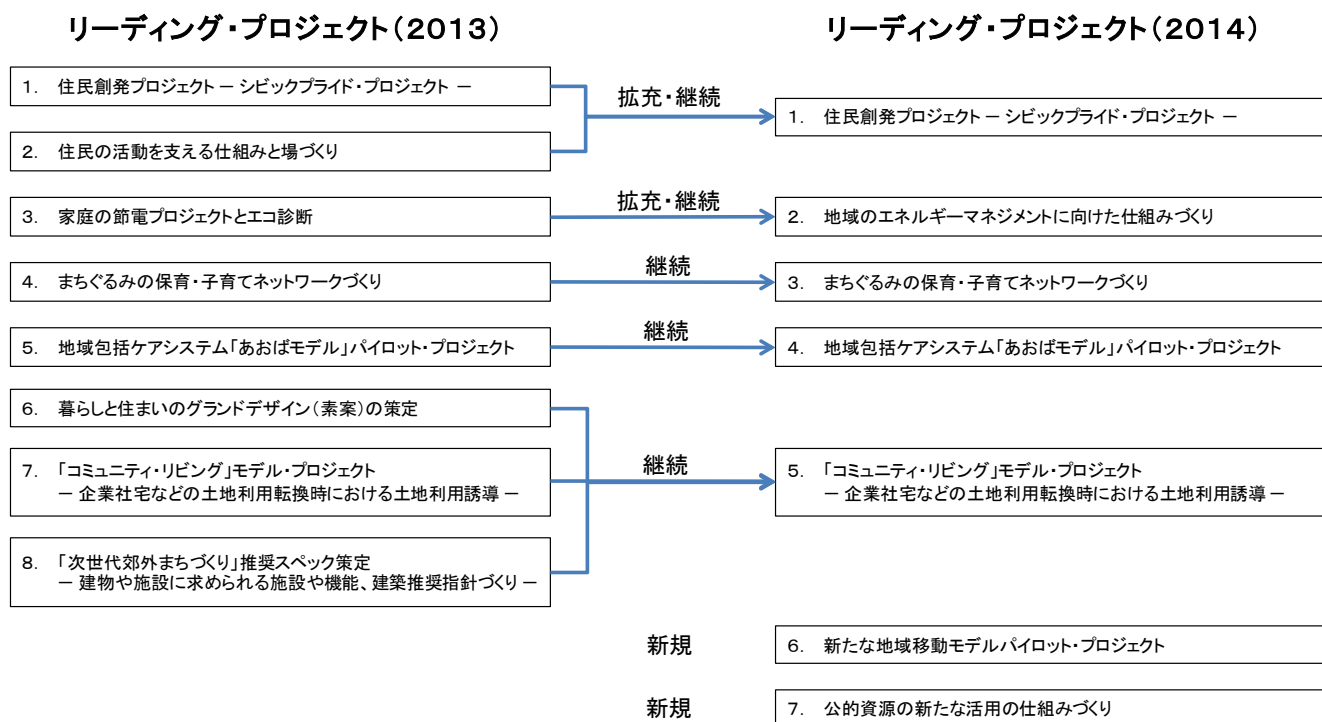 リーディング・プロジェクト(2013)
1. 住民創発プロジェクト － シビックプライド・プロジェクト －
2. 住民の活動を支える仕組みと場づくり
3. 家庭の節電プロジェクトとエコ診断
4. まちぐるみの保育・子育てネットワークづくり
5. 地域包括ケアシステム「あおばモデル」パイロット・プロジェクト
6. 暮らしと住まいのグランドデザイン(素案)の策定
7. 「コミュニティ・リビング」モデル・プロジェクト
－ 企業社宅などの土地利用転換時における土地利用誘導 －
8. 「次世代郊外まちづくり」推奨スペック策定
－ 建物や施設に求められる施設や機能、建築推奨指針づくり －
拡充・継続
拡充・継続
継続
継続
継続
新規
新規
リーディング・プロジェクト(2014)
1. 住民創発プロジェクト － シビックプライド・プロジェクト －
2. 地域のエネルギーマネジメントに向けた仕組みづくり
3. まちぐるみの保育・子育てネットワークづくり
4. 地域包括ケアシステム「あおばモデル」パイロット・プロジェクト
5. 「コミュニティ・リビング」モデル・プロジェクト
－ 企業社宅などの土地利用転換時における土地利用誘導 －
6. 新たな地域移動モデルパイロット・プロジェクト
7. 公的資源の新たな活用の仕組みづくり